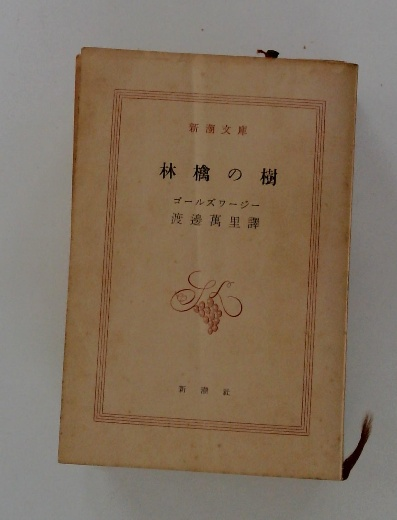 新潮文庫
林檎の樹
ゴールズワージー
渡邊萬里譯
新潮社